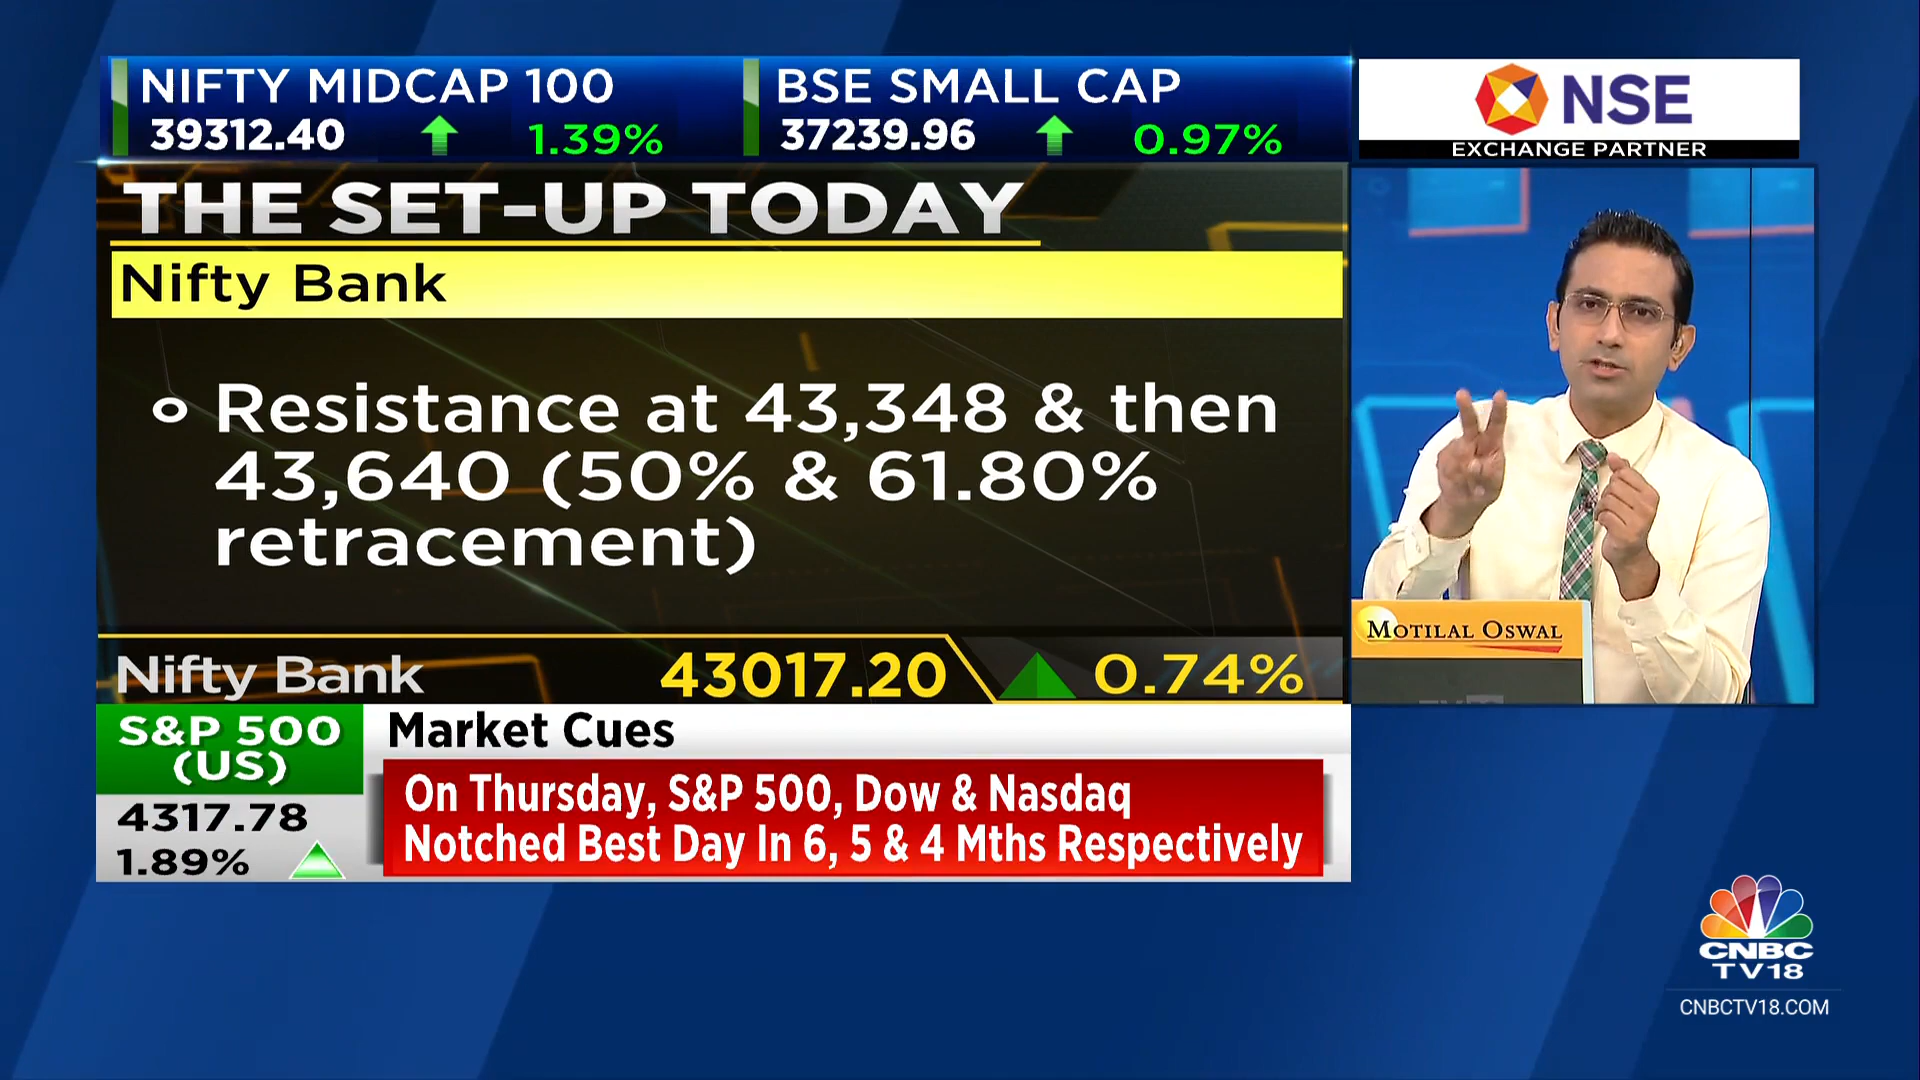 NIFTY MIDCAP 100
39312.40 1.39%
BSE SMALL CAP
37239.96 0.97%
NSE
EXCHANGE PARTNER
THE SET-UP TODAY
Nifty Bank
Resistance at 43,348 & then
43,640 (50% & 61.80%
retracement)
MOTILAL OSWAL
Nifty Bank 43017.20 0.74%
S&P 500
(US)
4317.78
1.89%
Market Cues
On Thursday, S&P 500, Dow & Nasdaq
Notched Best Day In 6, 5 & 4 Mths Respectively
CNBC
TV18
CNBCTV18.COM